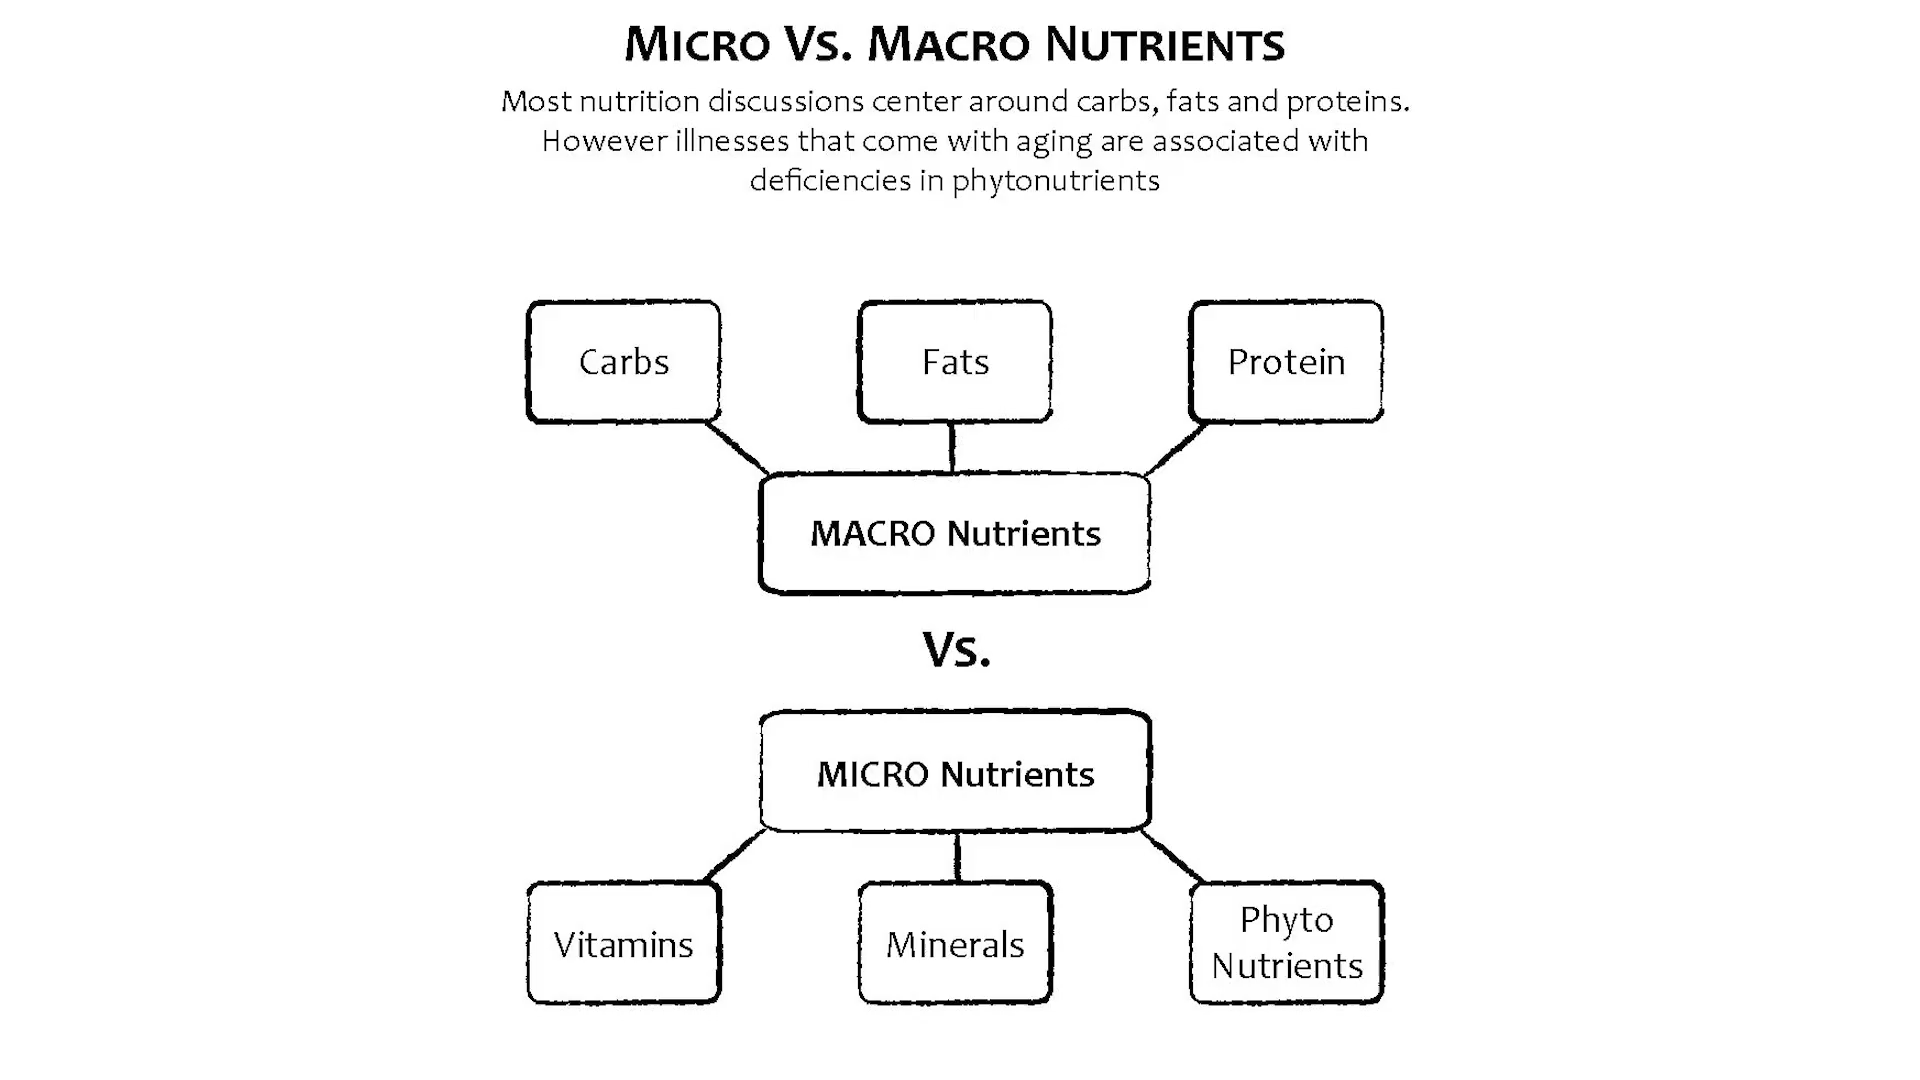 Micro Vs. Macro Nutrients
Most nutrition discussions center around carbs, fats and proteins.
However illnesses that come with aging are associated with
deficiencies in phytonutrients
Carbs
Fats
Protein
MACRO Nutrients
Vs.
MICRO Nutrients
Vitamins
Minerals
Phyto
Nutrients